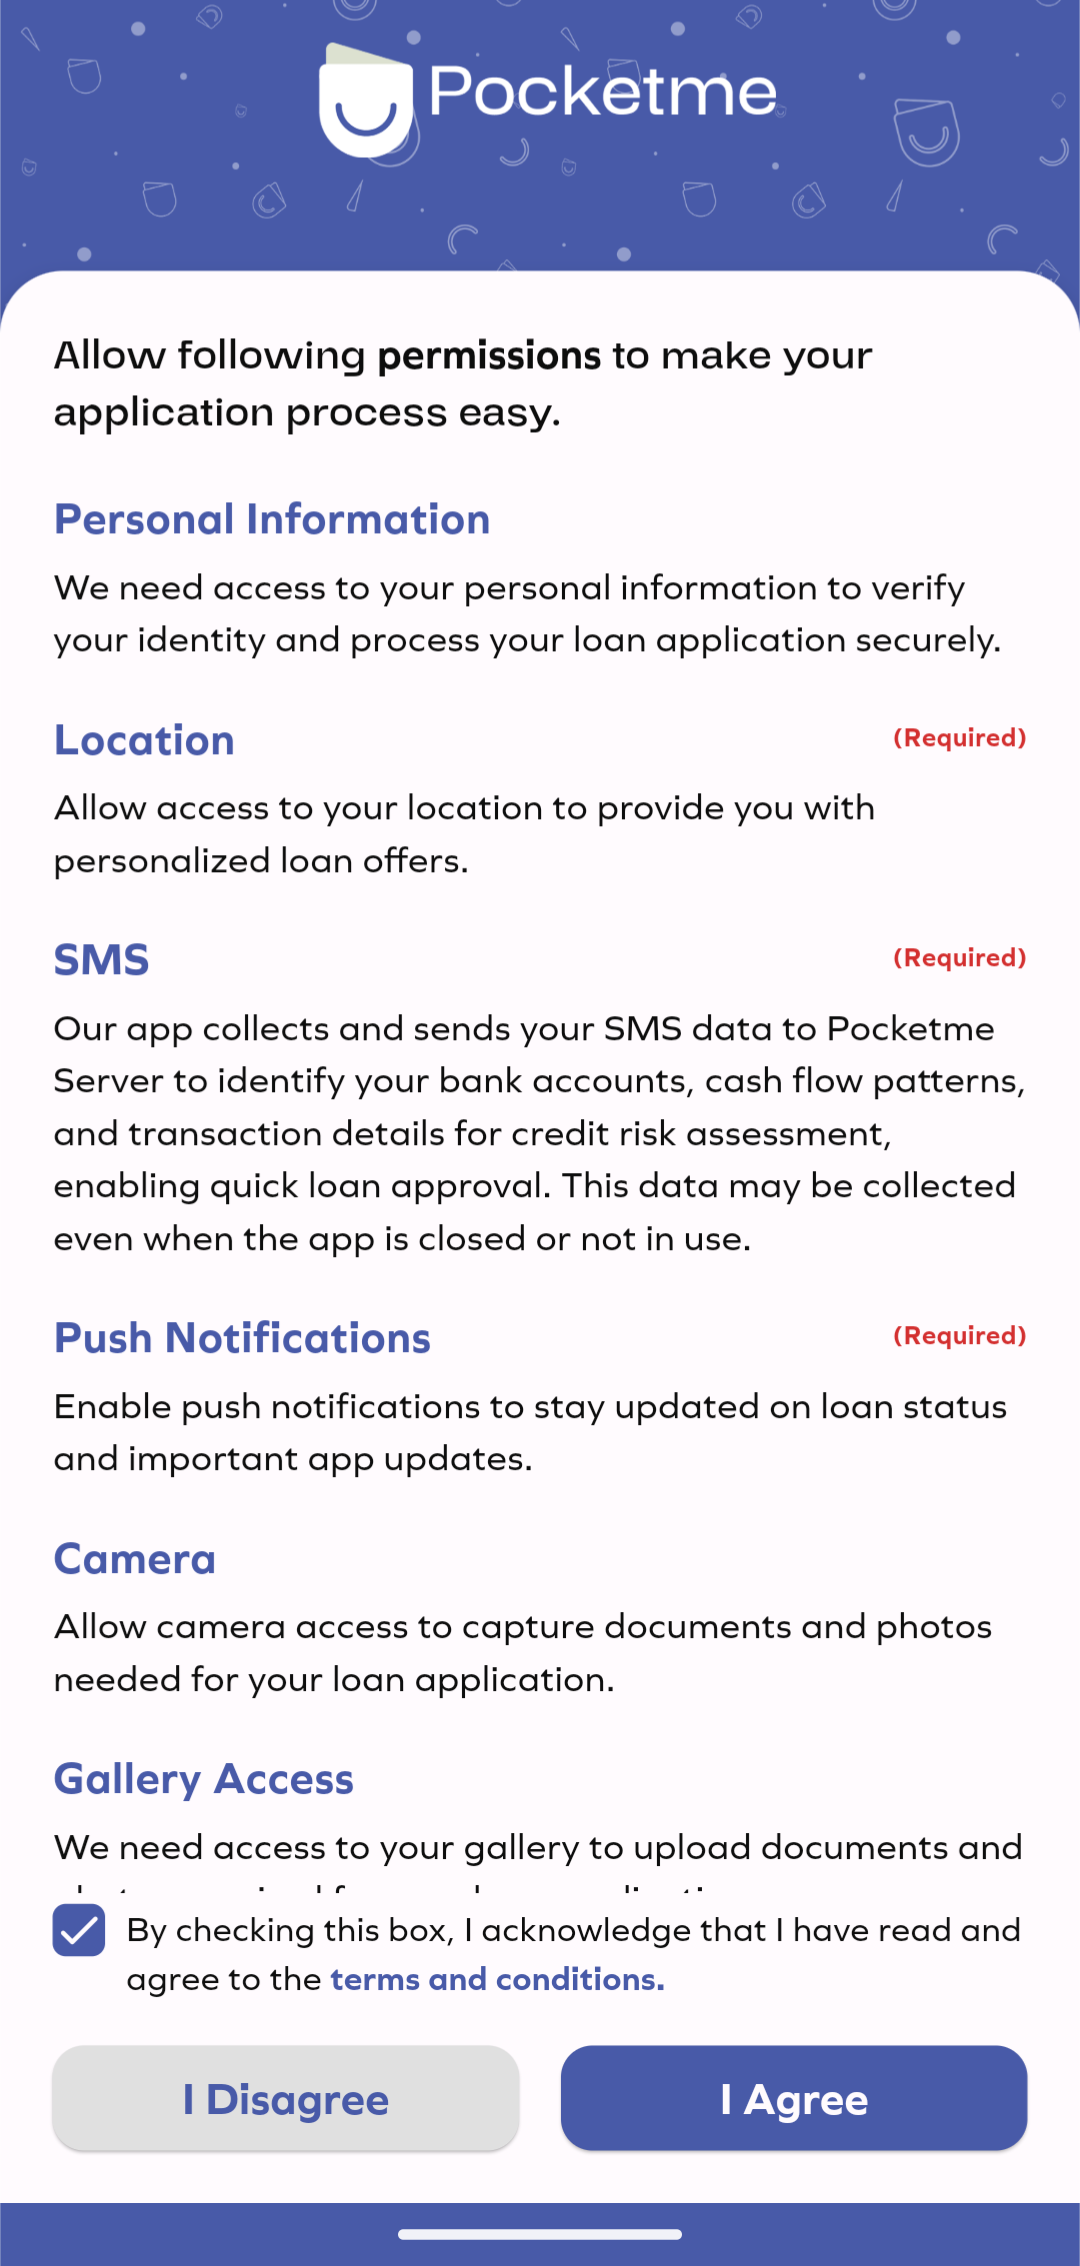 Pocketme
Allow following permissions to make your
application process easy.
Personal Information
We need access to your personal information to verify
your identity and process your loan application securely.
Location
(Required)
Allow access to your location to provide you with
personalized loan offers.
SMS
(Required)
Our app collects and sends your SMS data to Pocketme
Server to identify your bank accounts, cash flow patterns,
and transaction details for credit risk assessment,
enabling quick loan approval. This data may be collected
even when the app is closed or not in use.
Push Notifications
(Required)
Enable push notifications to stay updated on loan status
and important app updates.
Camera
Allow camera access to capture documents and photos
needed for your loan application.
Gallery Access
We need access to your gallery to upload documents and
By checking this box, I acknowledge that I have read and
agree to the terms and conditions.
I Disagree
I Agree